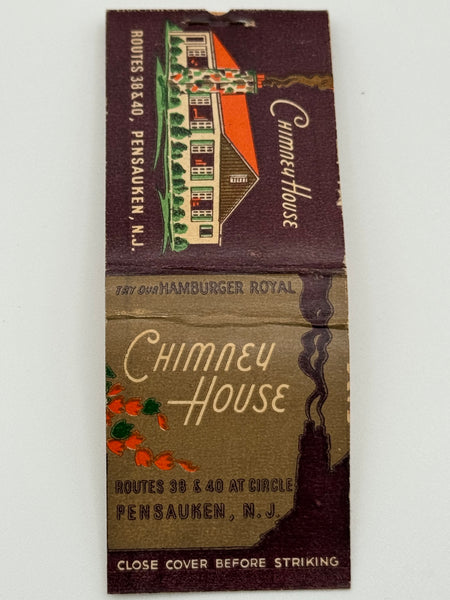 CHIMNEY HOUSE
ROUTES 38 & 40, PENSAUKEN, N.J.
TRY OUR HAMBURGER ROYAL
CHIMNEY
HOUSE
ROUTES 38 & 40 AT CIRCLE
PENSAUKEN, N.J.
CLOSE COVER BEFORE STRIKING